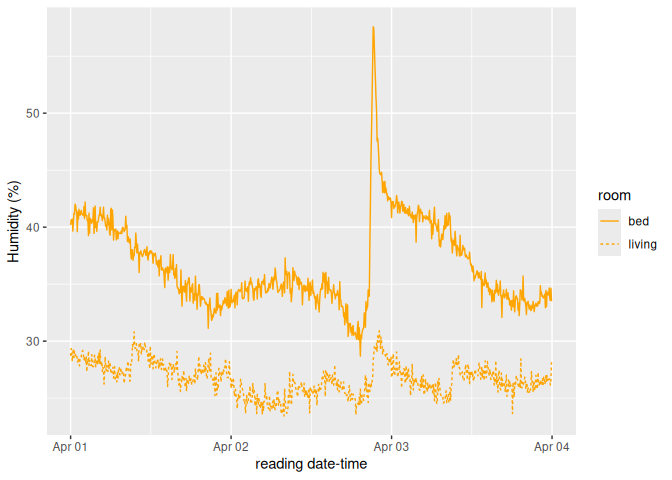 50
40
30
Humidity (%)
Apr 01
Apr 02
Apr 03
Apr 04
reading date-time
room
bed
living